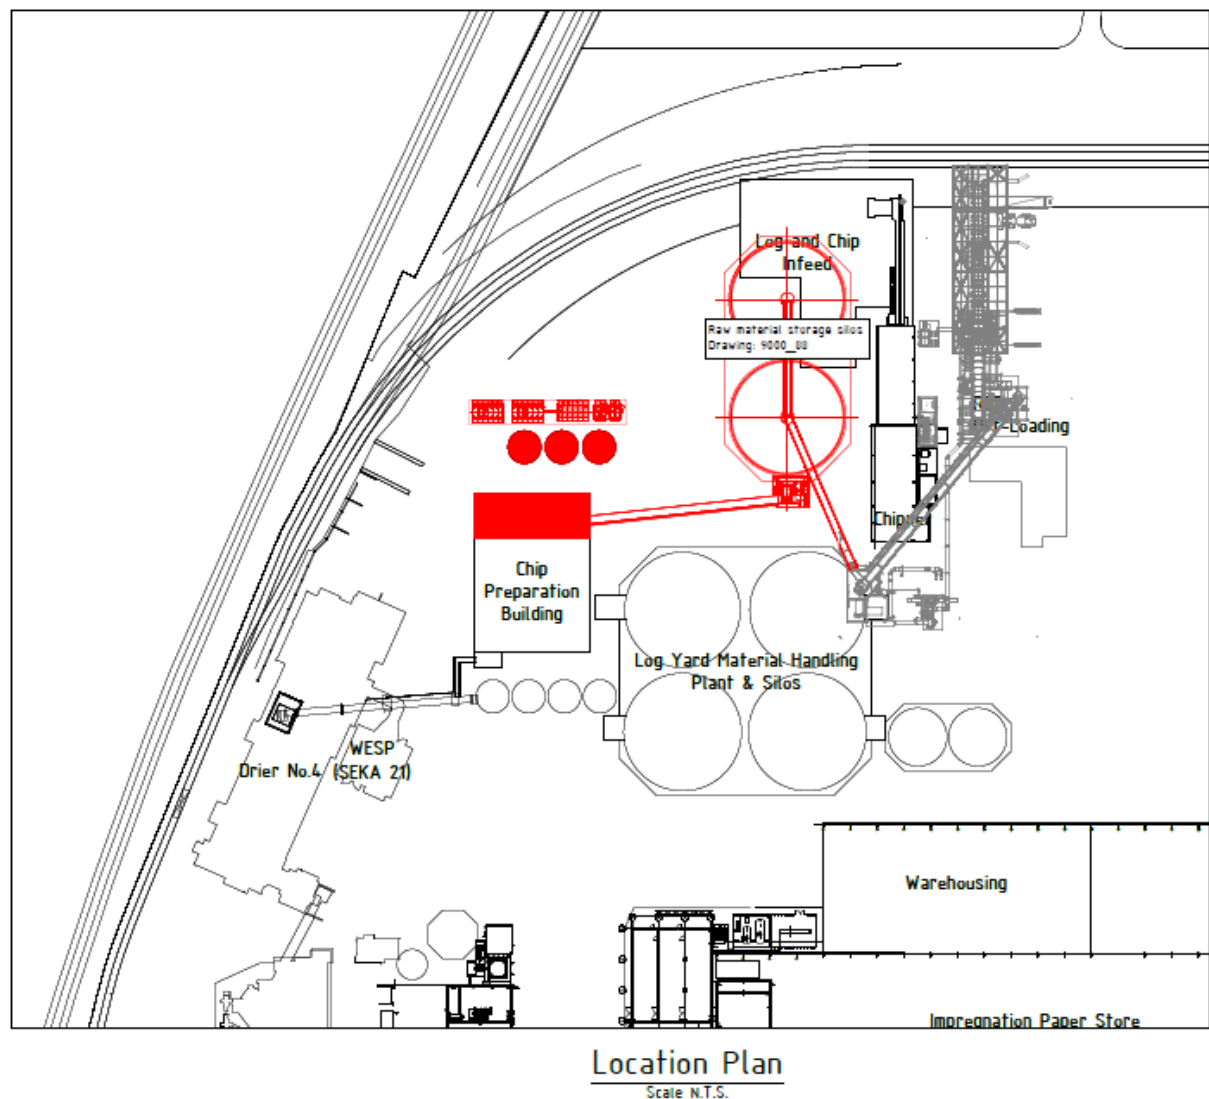 Log and Chip
Infeed
Raw material storage silos
Drawing: 9000_00
-Loading
Chipper
Chip
Preparation
Building
Log Yard Material Handling
Plant & Silos
WESP
Drier No.4 (SEKA 21)
Warehousing
Impregnation Paper Store
Location Plan
Scale N.T.S.